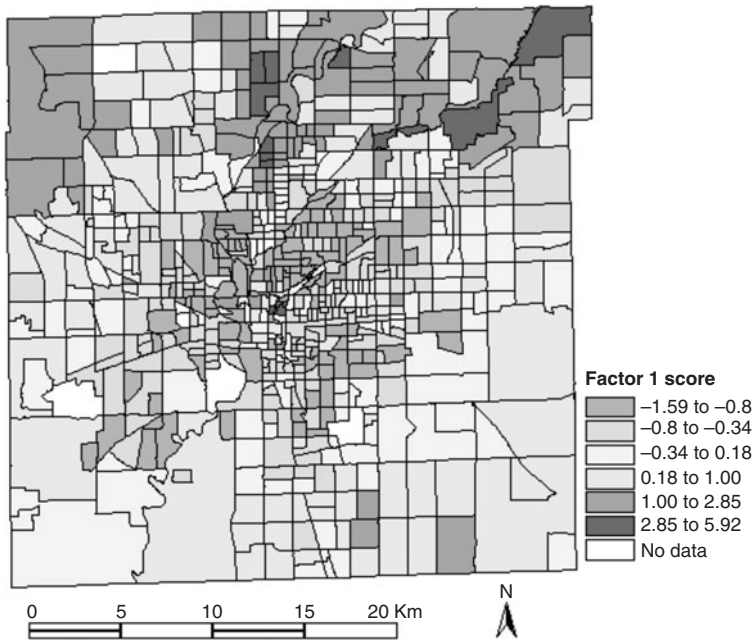 Factor 1 score
–1.59 to –0.8
–0.8 to –0.34
–0.34 to 0.18
0.18 to 1.00
1.00 to 2.85
2.85 to 5.92
No data
0 5 10 15 20 Km
N